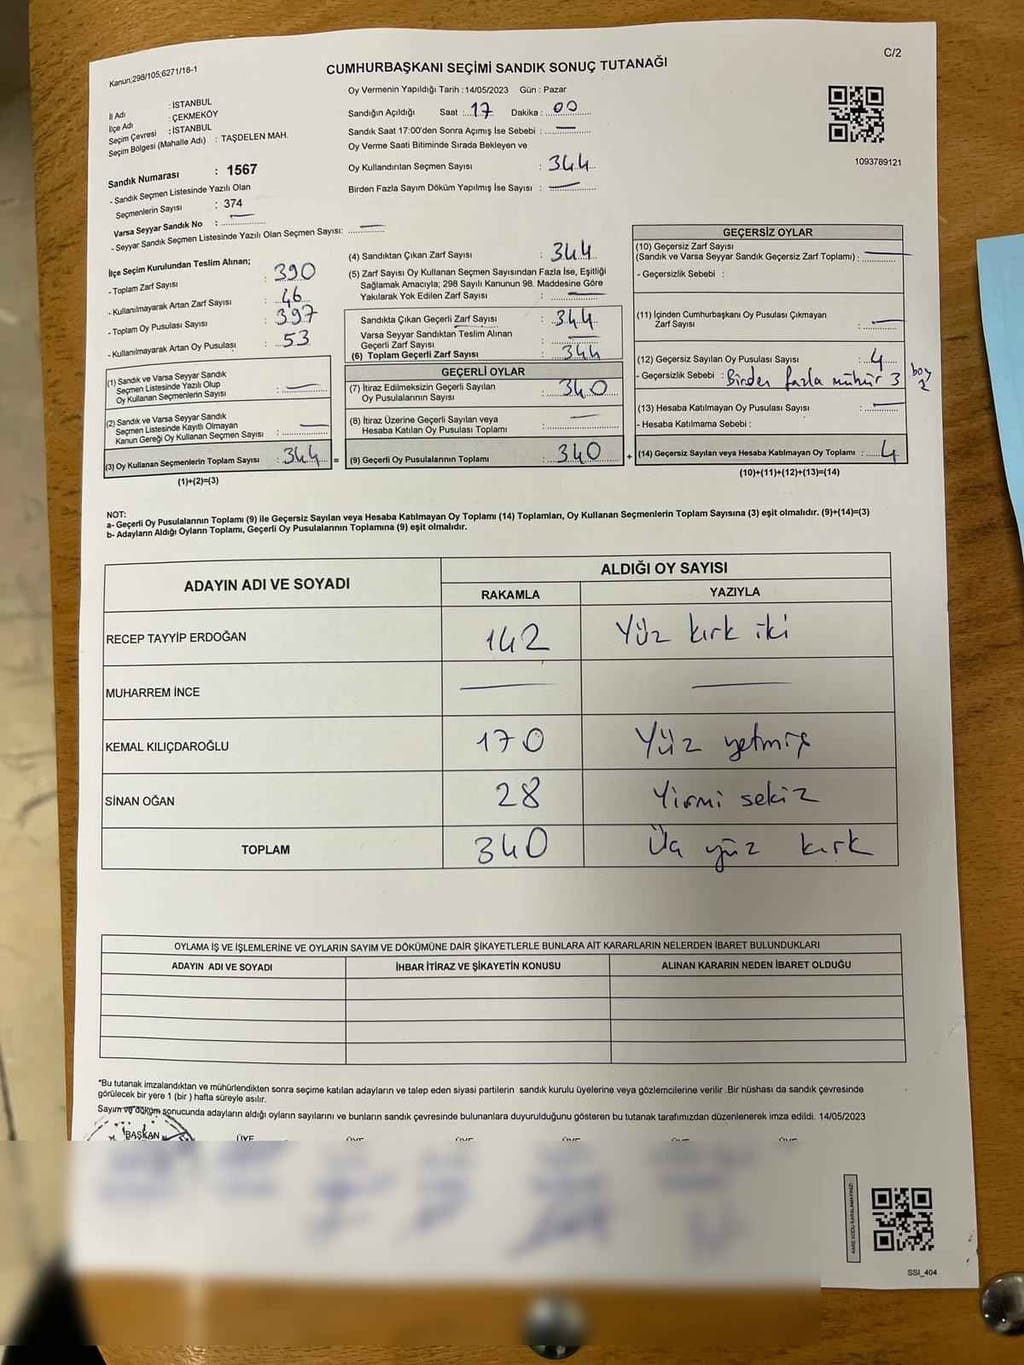 Kanun:298/105;6271/18-1
C/2
CUMHURBAŞKANI SEÇİMİ SANDIK SONUÇ TUTANAĞI
İl Adı : İSTANBUL
İlçe Adı : ÇEKMEKÖY
Seçim Çevresi : İSTANBUL
Seçim Bölgesi (Mahalle Adı) : TAŞDELEN MAH.
Sandık Numarası : 1567
- Sandık Seçmen Listesinde Yazılı Olan
Seçmenlerin Sayısı : 374
Varsa Seyyar Sandık No : —
- Seyyar Sandık Seçmen Listesinde Yazılı Olan Seçmen Sayısı: —
Oy Vermenin Yapıldığı Tarih :14/05/2023 Gün : Pazar
Sandığın Açıldığı Saat : 17 Dakika : 00
Sandık Saat 17:00'den Sonra Açımış İse Sebebi : —
Oy Verme Saati Bitiminde Sırada Bekleyen ve
Oy Kullandırılan Seçmen Sayısı : 344
Birden Fazla Sayım Döküm Yapılmış İse Sayısı : —
1093789121
İlçe Seçim Kurulundan Teslim Alınan;
- Toplam Zarf Sayısı : 390
- Kullanılmayarak Artan Zarf Sayısı : 46
- Toplam Oy Pusulası Sayısı : 397
- Kullanılmayarak Artan Oy Pusulası : 53
(1) Sandık ve Varsa Seyyar Sandık
Seçmen Listesinde Yazılı Olup
Oy Kullanan Seçmenlerin Sayısı : —
(2) Sandık ve Varsa Seyyar Sandık
Seçmen Listesinde Kayıtlı Olmayan
Kanun Gereği Oy Kullanan Seçmen Sayısı : —
(3) Oy Kullanan Seçmenlerin Toplam Sayısı : 344 =
(1)+(2)=(3)
(4) Sandıktan Çıkan Zarf Sayısı : 344
(5) Zarf Sayısı Oy Kullanan Seçmen Sayısından Fazla İse, Eşitliği
Sağlamak Amacıyla; 298 Sayılı Kanunun 98. Maddesine Göre
Yakılarak Yok Edilen Zarf Sayısı : —
Sandıkta Çıkan Geçerli Zarf Sayısı : 344
Varsa Seyyar Sandıktan Teslim Alınan
Geçerli Zarf Sayısı : —
(6) Toplam Geçerli Zarf Sayısı : 344
GEÇERLİ OYLAR
(7) İtiraz Edilmeksizin Geçerli Sayılan
Oy Pusulalarının Sayısı : 340
(8) İtiraz Üzerine Geçerli Sayılan veya
Hesaba Katılan Oy Pusulası Toplamı : —
(9) Geçerli Oy Pusulalarının Toplamı : 340 +
GEÇERSİZ OYLAR
(10) Geçersiz Zarf Sayısı
(Sandık ve Varsa Seyyar Sandık Geçersiz Zarf Toplamı) : —
- Geçersizlik Sebebi :
(11) İçinden Cumhurbaşkanı Oy Pusulası Çıkmayan
Zarf Sayısı : —
(12) Geçersiz Sayılan Oy Pusulası Sayısı : 4
- Geçersizlik Sebebi : Birden fazla mühür 3 boş
(13) Hesaba Katılmayan Oy Pusulası Sayısı : —
- Hesaba Katılmama Sebebi :
(14) Geçersiz Sayılan veya Hesaba Katılmayan Oy Toplamı : 4
(10)+(11)+(12)+(13)=(14)
NOT:
a- Geçerli Oy Pusulalarının Toplamı (9) ile Geçersiz Sayılan veya Hesaba Katılmayan Oy Toplamı (14) Toplamları, Oy Kullanan Seçmenlerin Toplam Sayısına (3) eşit olmalıdır. (9)+(14)=(3)
b- Adayların Aldığı Oyların Toplamı, Geçerli Oy Pusulalarının Toplamına (9) eşit olmalıdır.
ADAYIN ADI VE SOYADI
ALDIĞI OY SAYISI
RAKAMLA YAZIYLA
RECEP TAYYİP ERDOĞAN 142 Yüz kırk iki
MUHARREM İNCE — —
KEMAL KILIÇDAROĞLU 170 Yüz yetmiş
SİNAN OĞAN 28 Yirmi sekiz
TOPLAM 340 Üç yüz kırk
OYLAMA İŞ VE İŞLEMLERİNE VE OYLARIN SAYIM VE DÖKÜMÜNE DAİR ŞİKAYETLERLE BUNLARA AİT KARARLARIN NELERDEN İBARET BULUNDUKLARI
ADAYIN ADI VE SOYADI İHBAR İTİRAZ VE ŞİKAYETİN KONUSU ALINAN KARARIN NEDEN İBARET OLDUĞU
*Bu tutanak imzalandıktan ve mühürlendikten sonra seçime katılan adayların ve talep eden siyasi partilerin sandık kurulu üyelerine veya gözlemcilerine verilir .Bir nüshası da sandık çevresinde
görülecek bir yere 1 (bir ) hafta süreyle asılır.
Sayım ve döküm sonucunda adayların aldığı oyların sayılarını ve bunların sandık çevresinde bulunanlara duyurulduğunu gösteren bu tutanak tarafımızdan düzenlenerek imza edildi. 14/05/2023
BAŞKAN ÜYE ÜYE ÜYE ÜYE ÜYE ÜYE
SSI_404